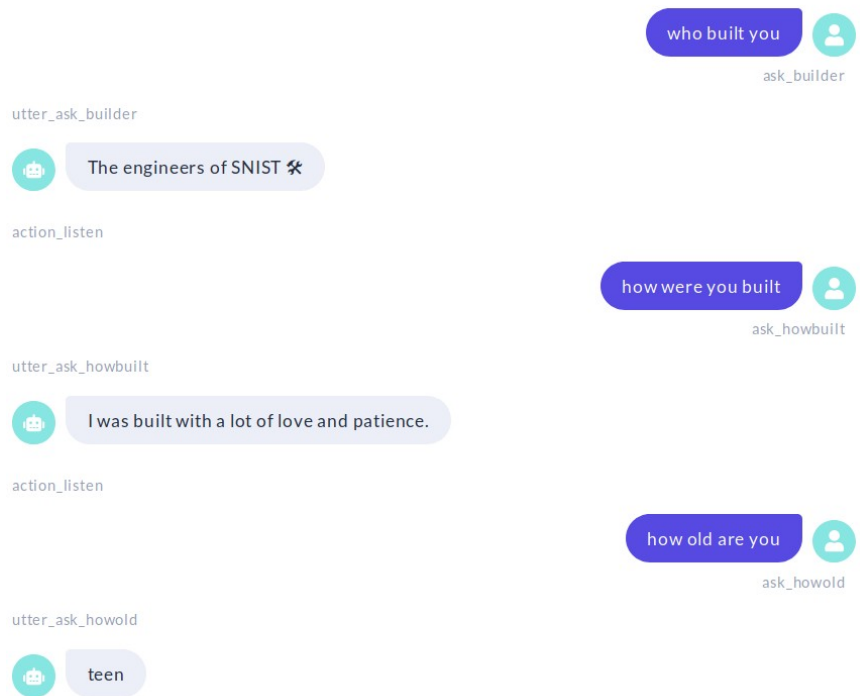 who built you
ask_builder
utter_ask_builder
The engineers of SNIST 🛠
action_listen
how were you built
ask_howbuilt
utter_ask_howbuilt
I was built with a lot of love and patience.
action_listen
how old are you
ask_howold
utter_ask_howold
teen